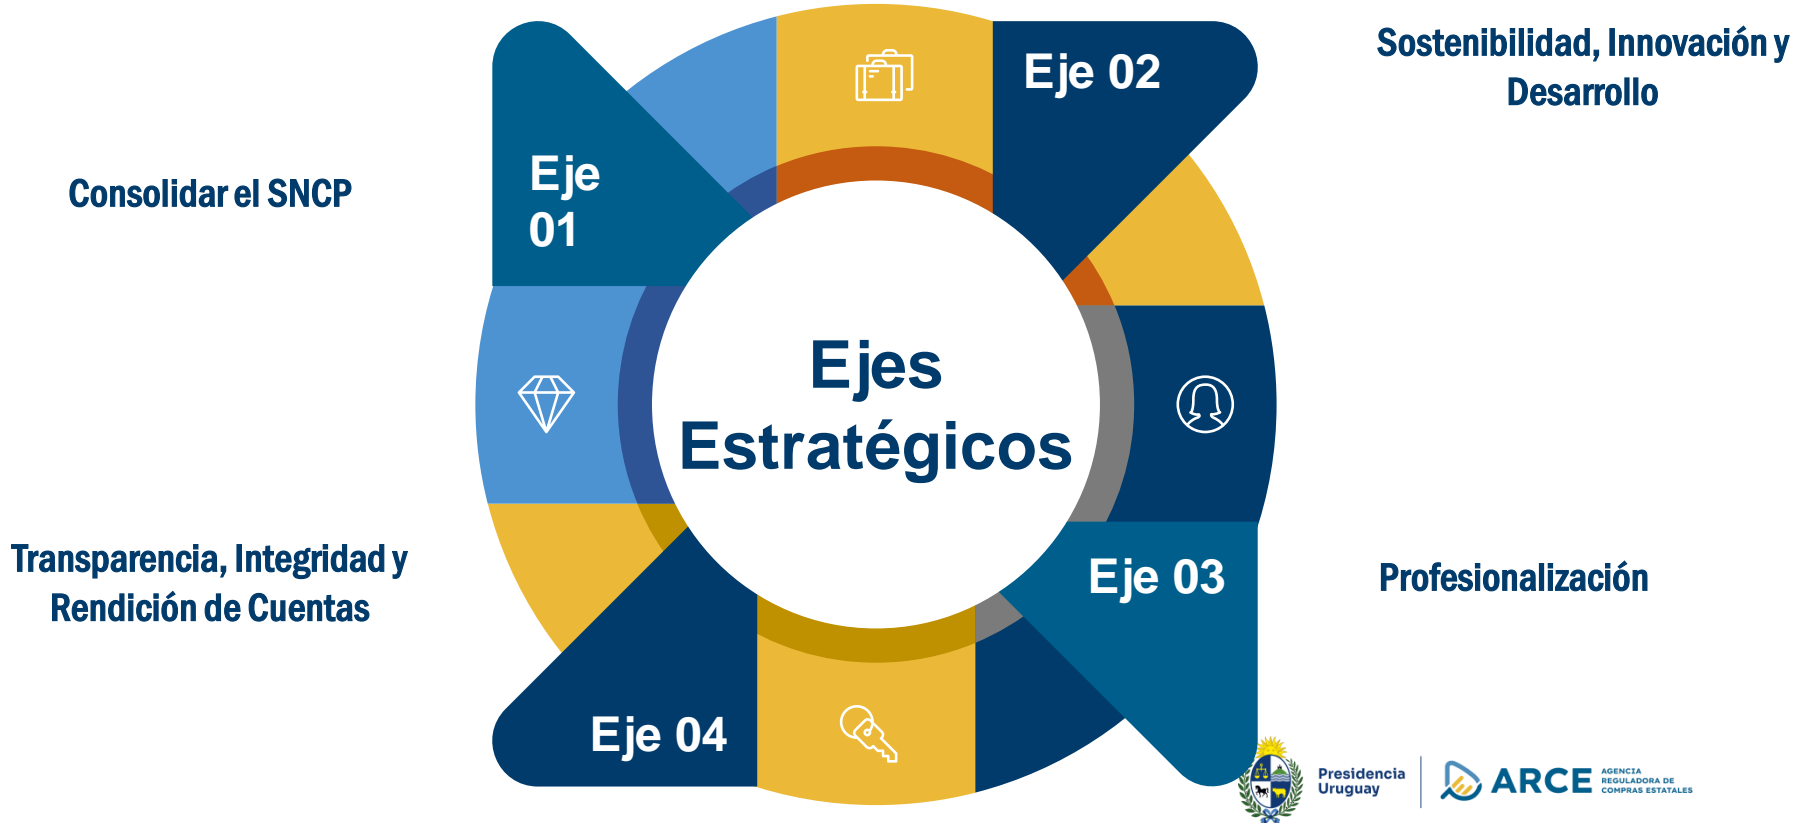 Eje
01
Consolidar el SNCP
Eje 02
Sostenibilidad, Innovación y
Desarrollo
Ejes
Estratégicos
Eje 03
Profesionalización
Eje 04
Transparencia, Integridad y
Rendición de Cuentas
Presidencia
Uruguay
ARCE
AGENCIA
REGULADORA DE
COMPRAS ESTATALES